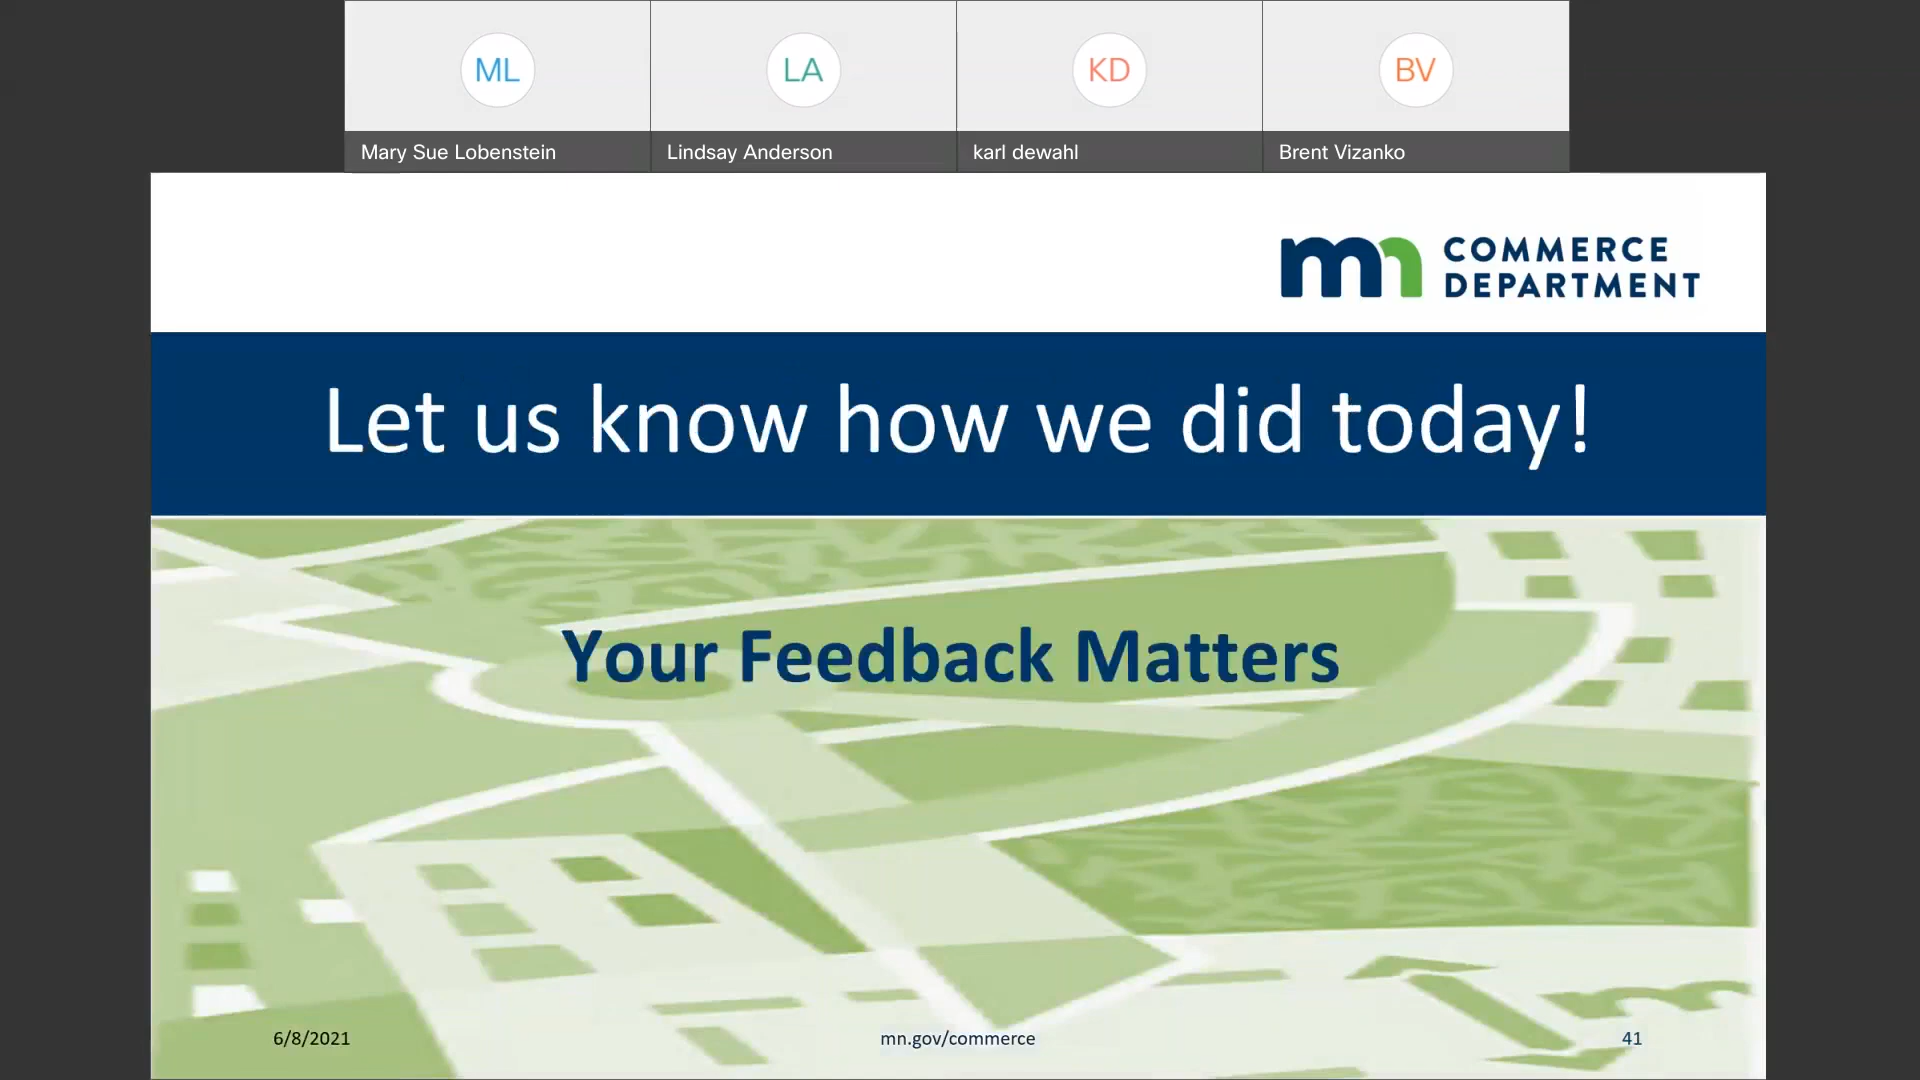 ML
LA
KD
BV
Mary Sue Lobenstein
Lindsay Anderson
karl dewahl
Brent Vizanko
mn COMMERCE
DEPARTMENT
Let us know how we did today!
Your Feedback Matters
6/8/2021
mn.gov/commerce
41